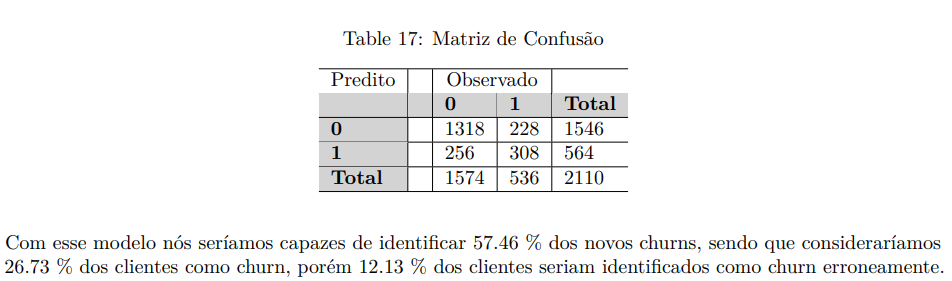 Table 17: Matriz de Confusão
Predito Observado
0 1 Total
0 1318 228 1546
1 256 308 564
Total 1574 536 2110
Com esse modelo nós seríamos capazes de identificar 57.46 % dos novos churns, sendo que consideraríamos
26.73 % dos clientes como churn, porém 12.13 % dos clientes seriam identificados como churn erroneamente.